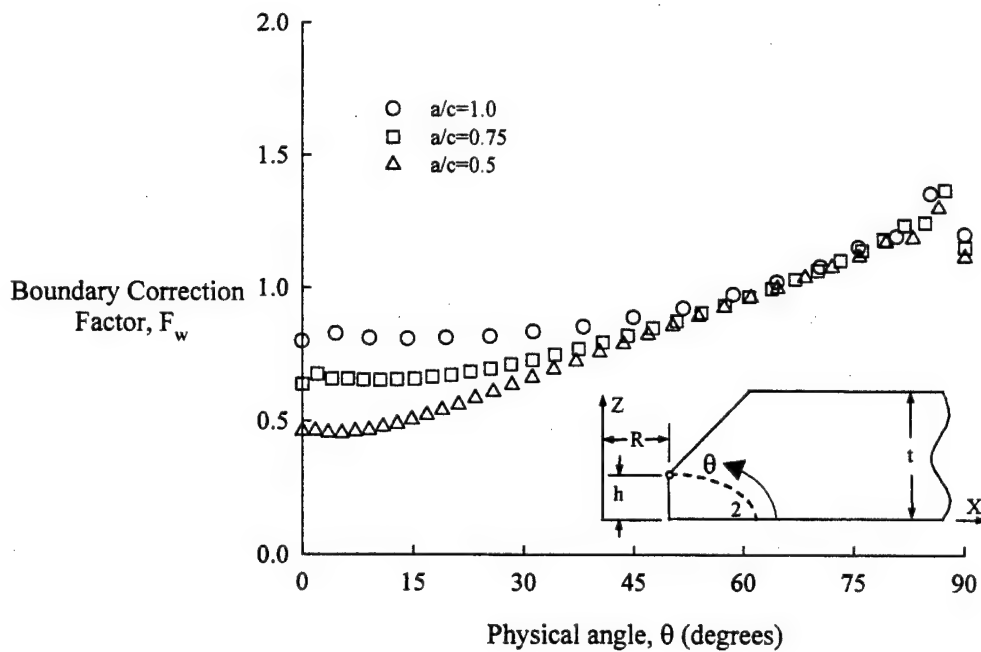 2.0
a/c=1.0
a/c=0.75
a/c=0.5
1.5
Boundary Correction
Factor, F_w
1.0
0.5
0.0
Z
R
h
θ
2
t
X
0 15 30 45 60 75 90
Physical angle, θ (degrees)